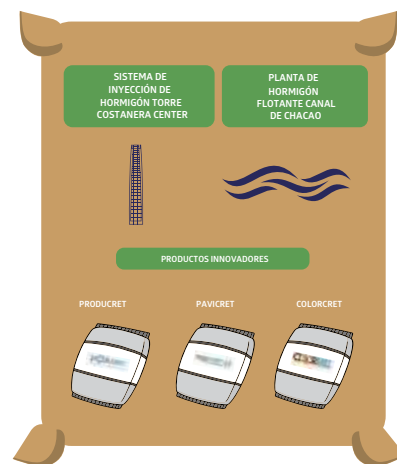 SISTEMA DE
INYECCIÓN DE
HORMIGÓN TORRE
COSTANERA CENTER
PLANTA DE
HORMIGÓN
FLOTANTE CANAL
DE CHACAO
PRODUCTOS INNOVADORES
PRODUCRET
PAVICRET
COLORCRET